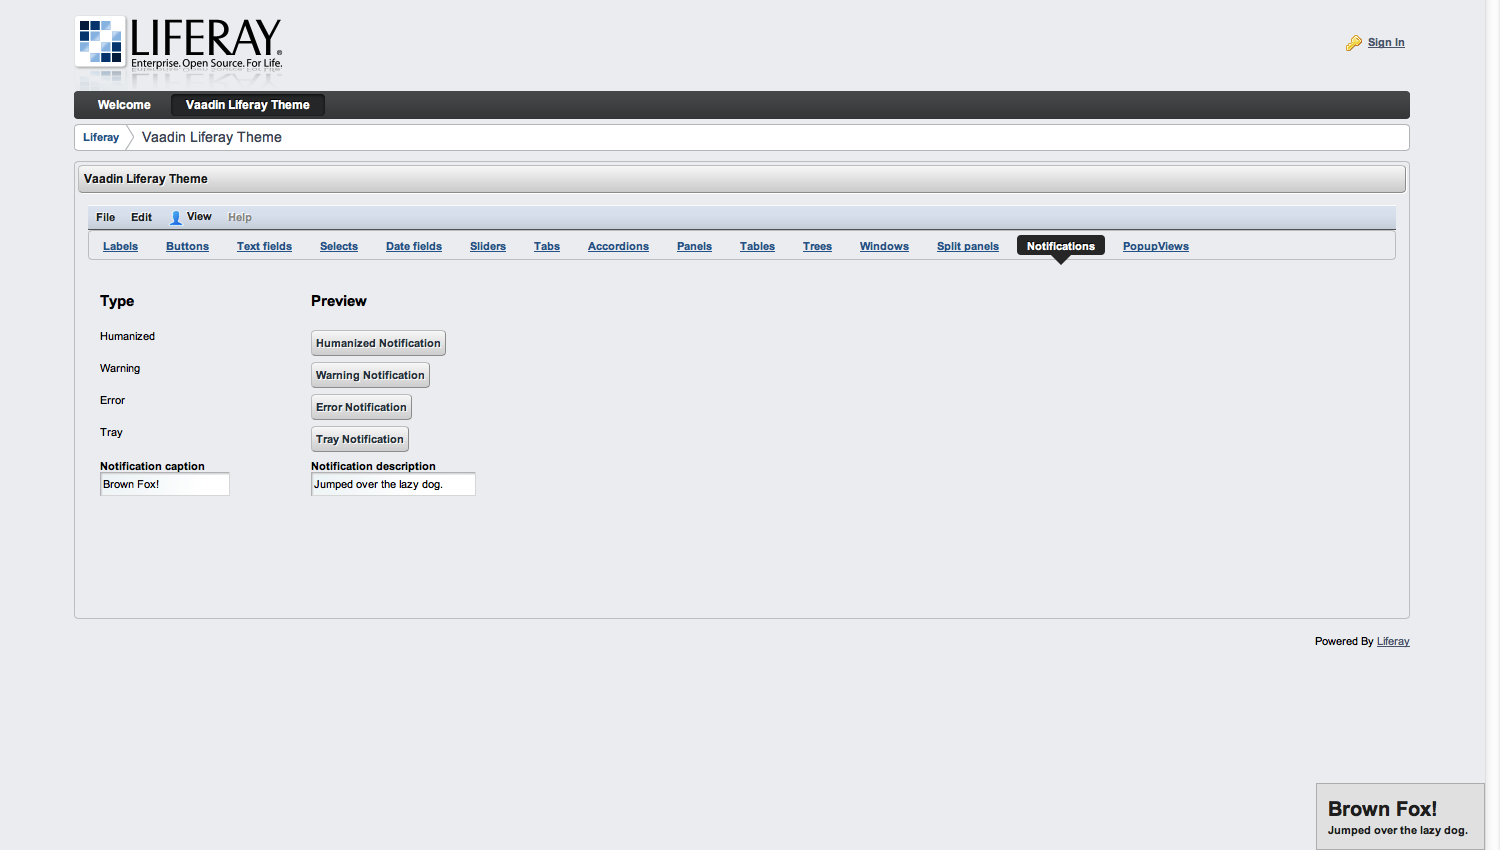 LIFERAY.
Enterprise. Open Source. For Life.
Sign In
Welcome Vaadin Liferay Theme
Liferay Vaadin Liferay Theme
Vaadin Liferay Theme
File Edit View Help
Labels Buttons Text fields Selects Date fields Sliders Tabs Accordions Panels Tables Trees Windows Split panels Notifications PopupViews
Type Preview
Humanized Humanized Notification
Warning Warning Notification
Error Error Notification
Tray Tray Notification
Notification caption Notification description
Brown Fox! Jumped over the lazy dog.
Powered By Liferay
Brown Fox!
Jumped over the lazy dog.